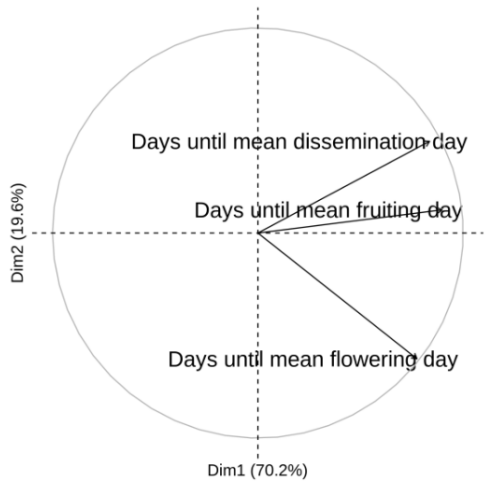 Days until mean dissemination day
Days until mean fruiting day
Dim2 (19.6%)
Days until mean flowering day
Dim1 (70.2%)